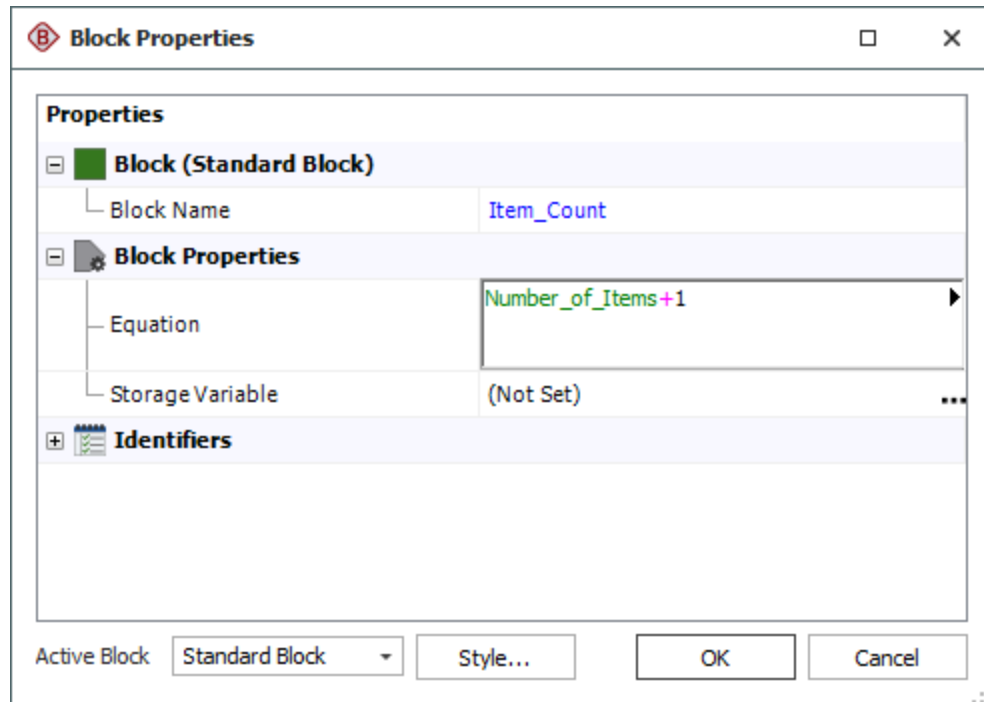 B Block Properties
Properties
Block (Standard Block)
Block Name Item_Count
Block Properties
Equation Number_of_Items+1
Storage Variable (Not Set) ...
Identifiers
Active Block Standard Block Style... OK Cancel